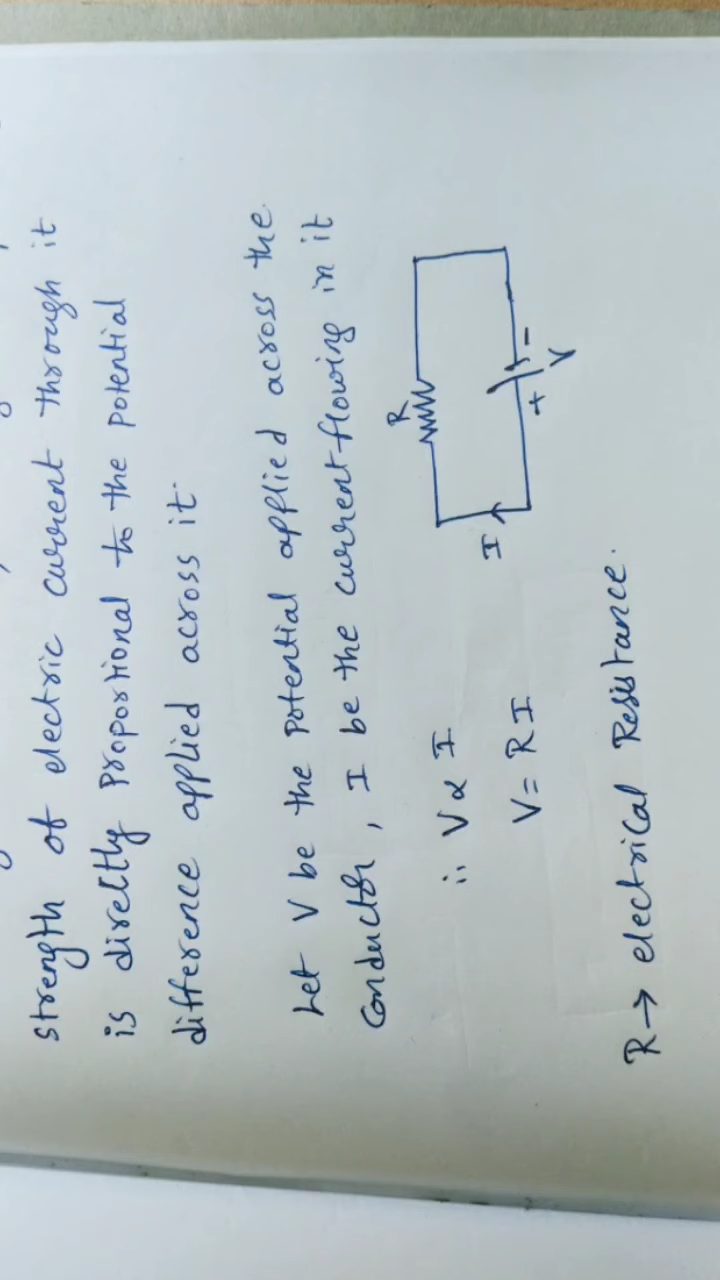 strength of electric current through it
is directly proportional to the potential
difference applied across it.
Let V be the potential applied across the
conductor, I be the current flowing in it
∴ V ∝ I
V = RI
R
I
+ -
V
R → electrical Resistance.